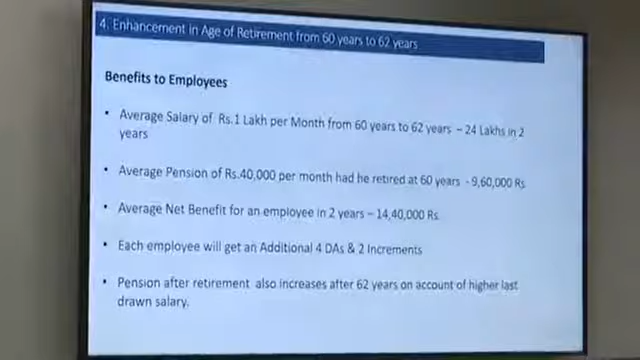 4. Enhancement in Age of Retirement from 60 years to 62 years
Benefits to Employees
• Average Salary of Rs.1 Lakh per Month from 60 years to 62 years – 24 Lakhs in 2
years
• Average Pension of Rs.40,000 per month had he retired at 60 years - 9,60,000 Rs
• Average Net Benefit for an employee in 2 years – 14,40,000 Rs.
• Each employee will get an Additional 4 DAs & 2 Increments
• Pension after retirement also increases after 62 years on account of higher last
drawn salary.